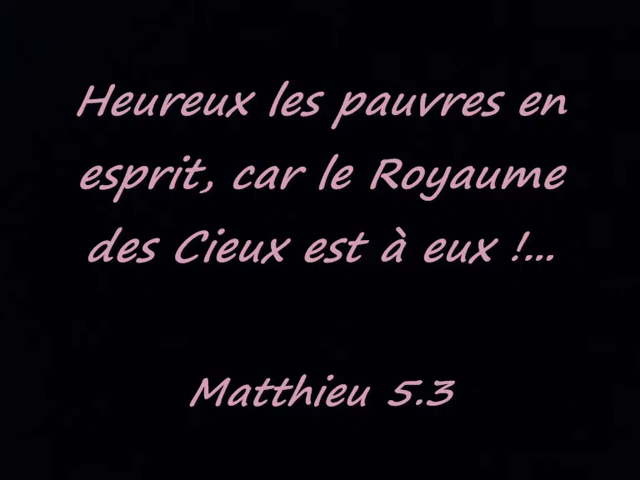 Heureux les pauvres en
esprit, car le Royaume
des Cieux est à eux !...
Matthieu 5.3